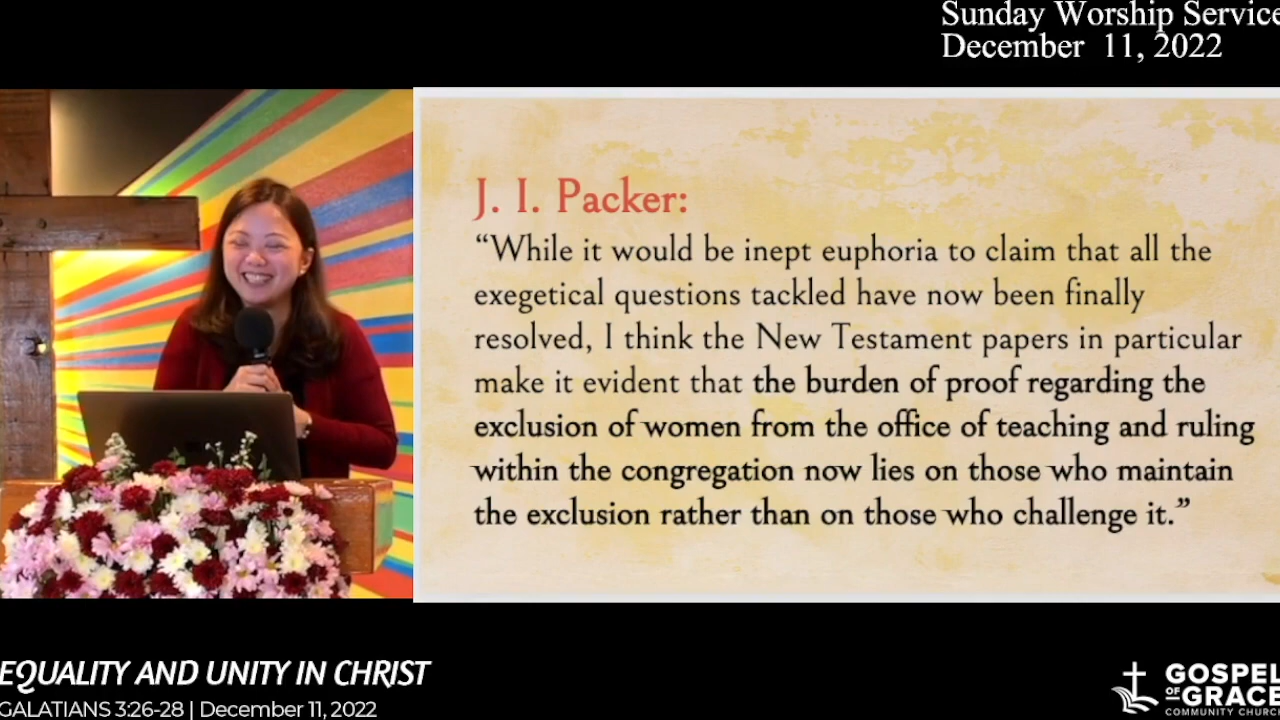 Sunday Worship Service
December 11, 2022
J. I. Packer:
“While it would be inept euphoria to claim that all the
exegetical questions tackled have now been finally
resolved, I think the New Testament papers in particular
make it evident that the burden of proof regarding the
exclusion of women from the office of teaching and ruling
within the congregation now lies on those who maintain
the exclusion rather than on those who challenge it.”
EQUALITY AND UNITY IN CHRIST
GALATIANS 3:26-28 | December 11, 2022
GOSPEL
OF GRACE
COMMUNITY CHURCH